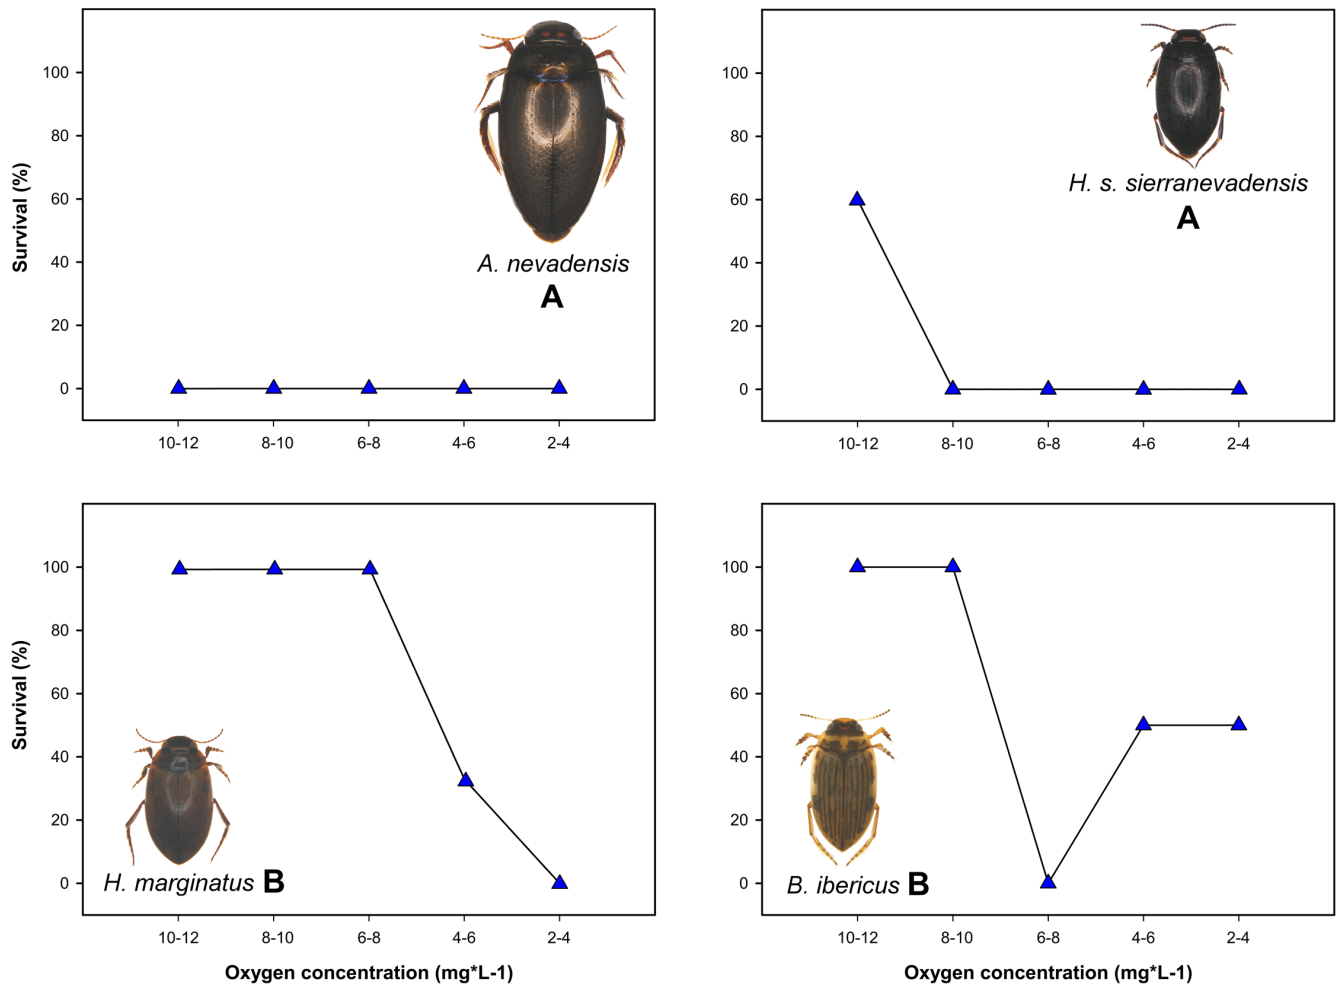 Survival (%)
100
80
60
40
20
0
A. nevadensis
A
10-12 8-10 6-8 4-6 2-4
100
80
60
40
20
0
H. s. sierranevadensis
A
10-12 8-10 6-8 4-6 2-4
Survival (%)
100
80
60
40
20
0
H. marginatus B
10-12 8-10 6-8 4-6 2-4
Oxygen concentration (mg*L-1)
100
80
60
40
20
0
B. ibericus B
10-12 8-10 6-8 4-6 2-4
Oxygen concentration (mg*L-1)